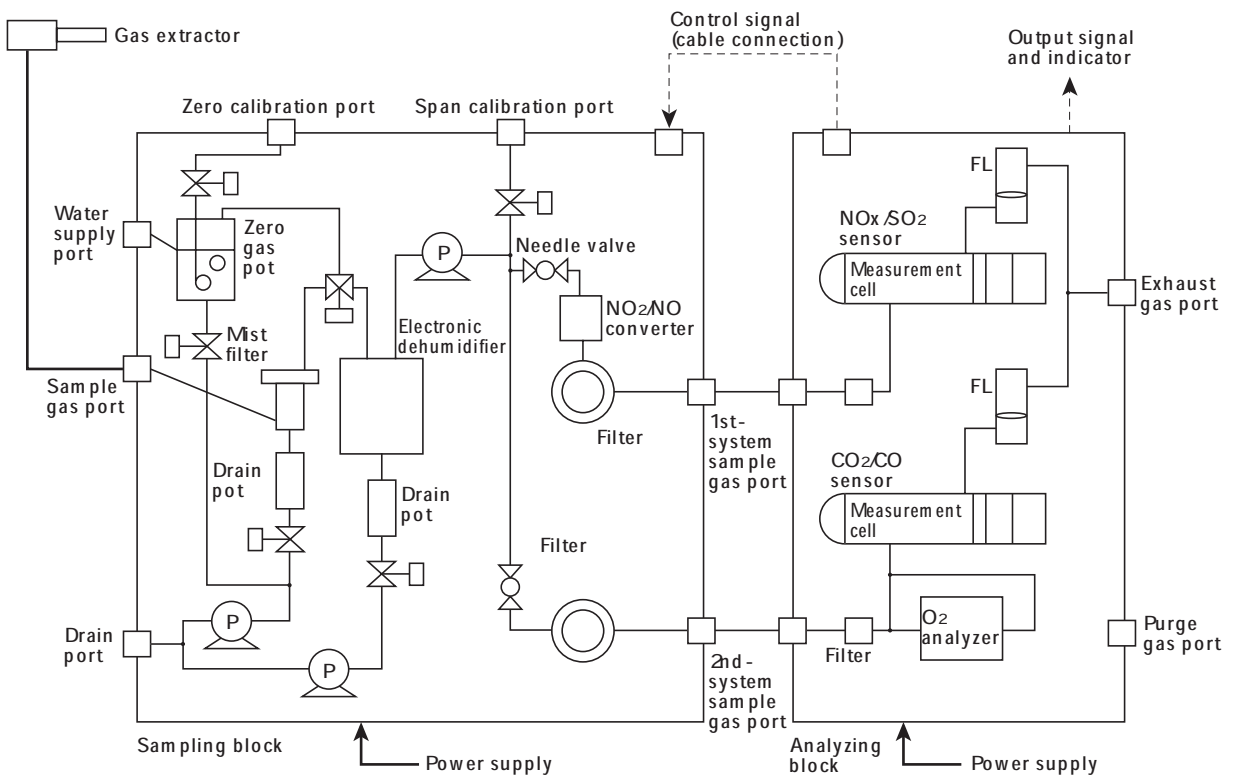 Gas extractor
Control signal
(cable connection)
Output signal
and indicator
Zero calibration port
Span calibration port
FL
Water
supply
port
Zero
gas
pot
P
Needle valve
NOx/SO2
sensor
Measurement
cell
Exhaust
gas port
NO2/NO
converter
Mist
filter
Electronic
dehumidifier
Sample
gas port
FL
Filter
1st-
system
sample
gas port
Drain
pot
Drain
pot
CO2/CO
sensor
Measurement
cell
Filter
O2
analyzer
P
Drain
port
P
Filter
Purge
gas port
2nd-
system
sample
gas port
Sampling block
Power supply
Analyzing
block
Power supply